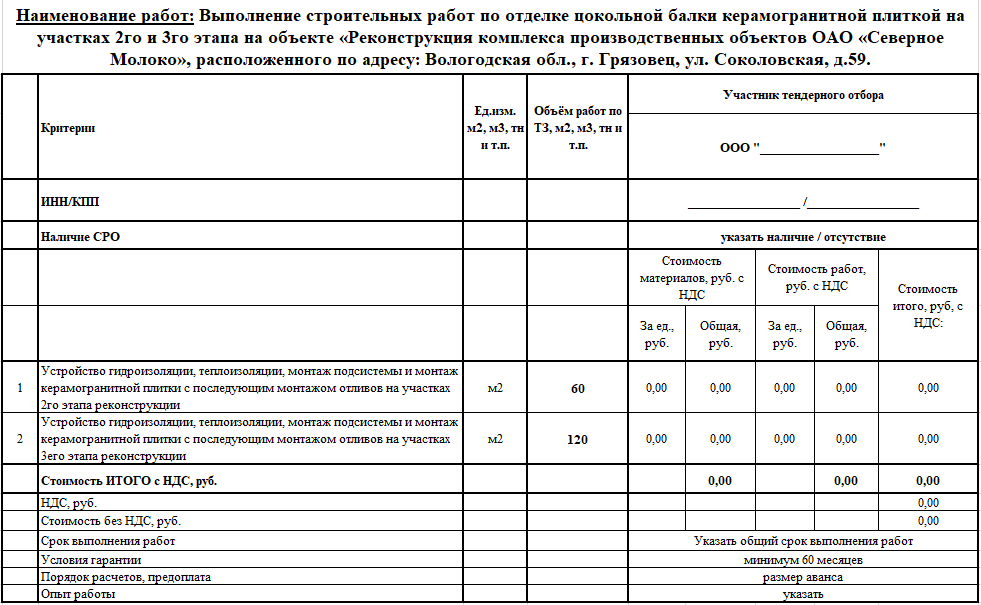 Наименование работ: Выполнение строительных работ по отделке цокольной балки керамогранитной плиткой на
участках 2го и 3го этапа на объекте «Реконструкция комплекса производственных объектов ОАО «Северное
Молоко», расположенного по адресу: Вологодская обл., г. Грязовец, ул. Соколовская, д.59.
Критерии
Ед.изм.
м2, м3, тн
и т.п.
Объём работ по
ТЗ, м2, м3, тн и
т.п.
Участник тендерного отбора
ООО "___________________"
ИНН/КПП
__________________ /__________________
Наличие СРО
указать наличие / отсутствие
Стоимость
материалов, руб. с
НДС
Стоимость работ,
руб. с НДС
Стоимость
итого, руб, с
НДС:
За ед.,
руб.
Общая,
руб.
За ед.,
руб.
Общая,
руб.
1
Устройство гидроизоляции, теплоизоляции, монтаж подсистемы и монтаж
керамогранитной плитки с последующим монтажом отливов на участках
2го этапа реконструкции
м2
60
0,00
0,00
0,00
0,00
0,00
2
Устройство гидроизоляции, теплоизоляции, монтаж подсистемы и монтаж
керамогранитной плитки с последующим монтажом отливов на участках
3его этапа реконструкции
м2
120
0,00
0,00
0,00
0,00
0,00
Стоимость ИТОГО с НДС, руб.
0,00
0,00
0,00
НДС, руб.
0,00
Стоимость без НДС, руб.
0,00
Срок выполнения работ
Указать общий срок выполнения работ
Условия гарантии
минимум 60 месяцев
Порядок расчетов, предоплата
размер аванса
Опыт работы
указать